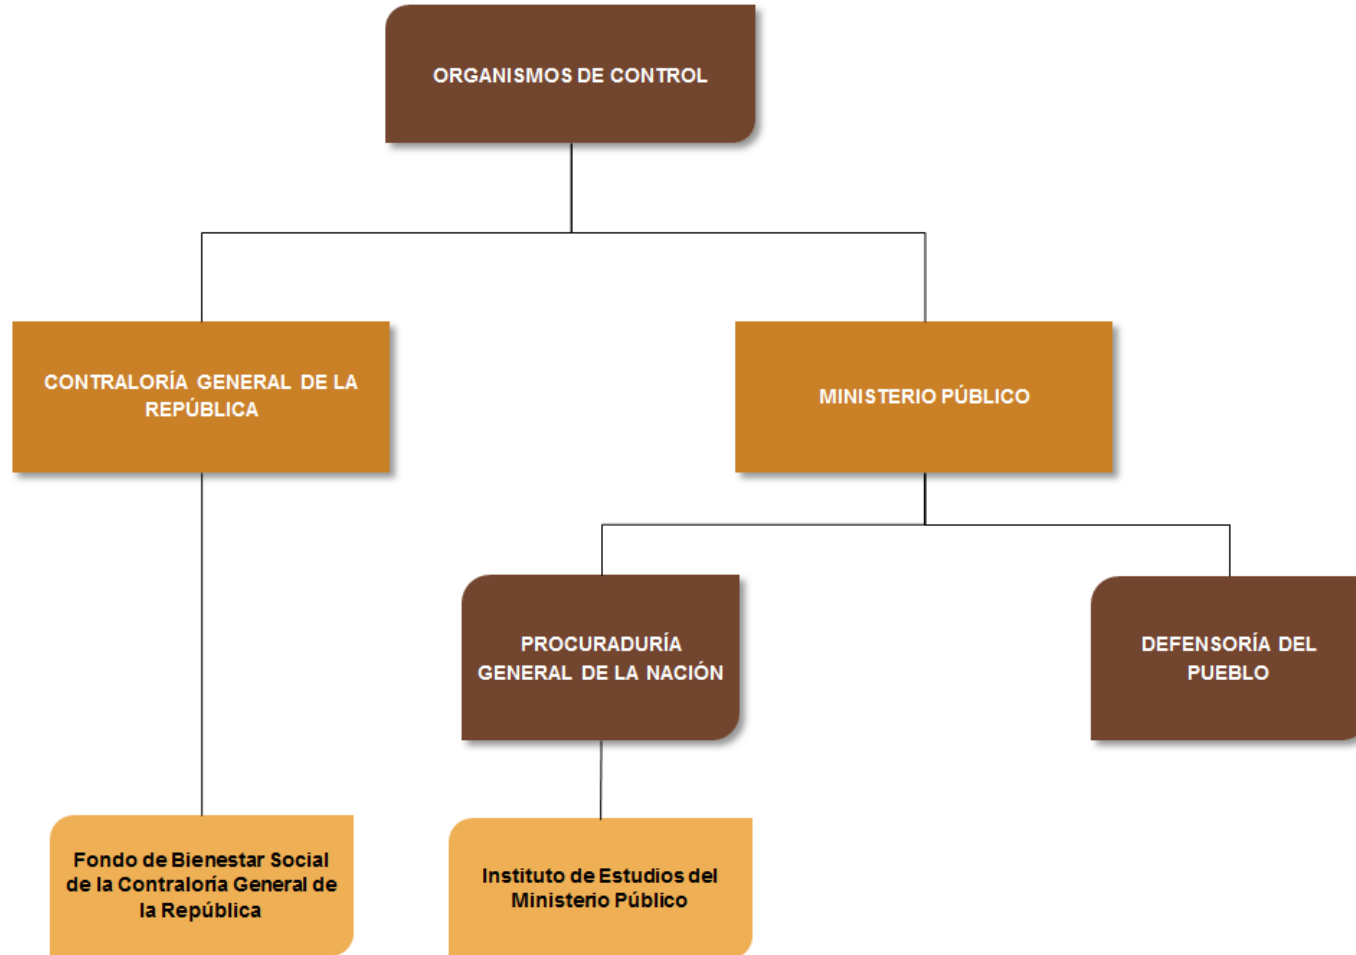 ORGANISMOS DE CONTROL
CONTRALORÍA GENERAL DE LA
REPÚBLICA
MINISTERIO PÚBLICO
PROCURADURÍA
GENERAL DE LA NACIÓN
DEFENSORÍA DEL
PUEBLO
Fondo de Bienestar Social
de la Contraloría General de
la República
Instituto de Estudios del
Ministerio Público